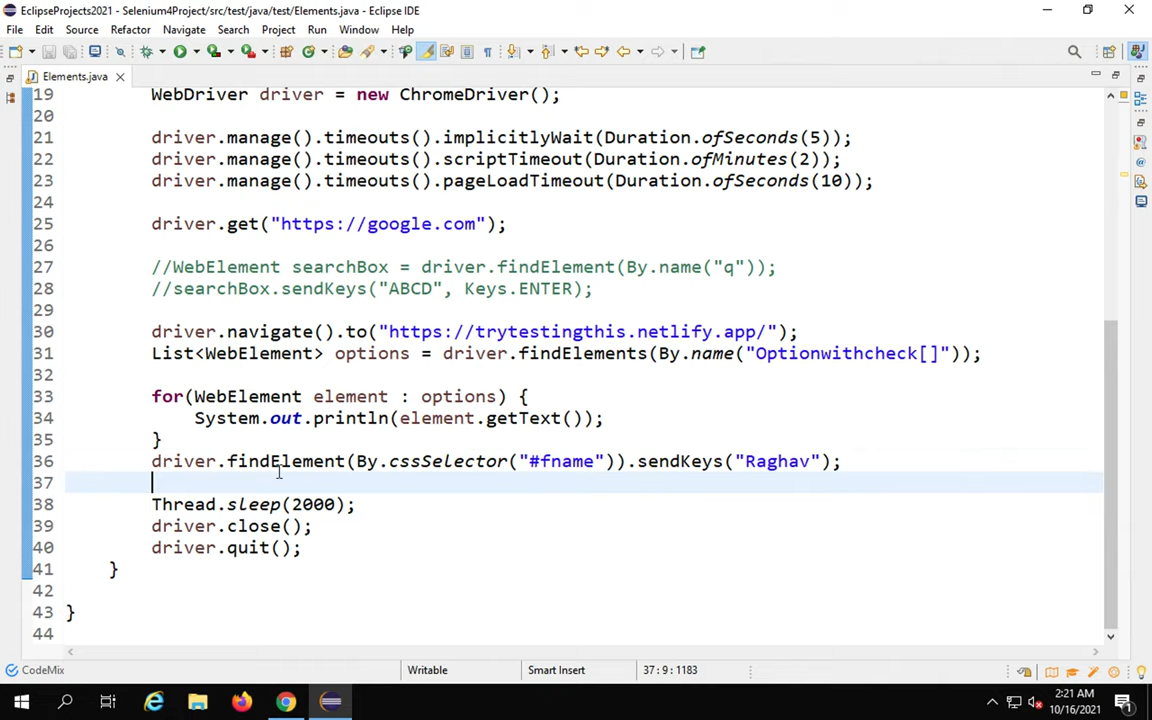 EclipseProjects2021 - Selenium4Project/src/test/java/test/Elements.java - Eclipse IDE
File Edit Source Refactor Navigate Search Project Run Window Help
Elements.java
19 WebDriver driver = new ChromeDriver();
20
21 driver.manage().timeouts().implicitlyWait(Duration.ofSeconds(5));
22 driver.manage().timeouts().scriptTimeout(Duration.ofMinutes(2));
23 driver.manage().timeouts().pageLoadTimeout(Duration.ofSeconds(10));
24
25 driver.get("https://google.com");
26
27 //WebElement searchBox = driver.findElement(By.name("q"));
28 //searchBox.sendKeys("ABCD", Keys.ENTER);
29
30 driver.navigate().to("https://trytestingthis.netlify.app/");
31 List<WebElement> options = driver.findElements(By.name("Optionwithcheck[]"));
32
33 for(WebElement element : options) {
34 System.out.println(element.getText());
35 }
36 driver.findElement(By.cssSelector("#fname")).sendKeys("Raghav");
37
38 Thread.sleep(2000);
39 driver.close();
40 driver.quit();
41 }
42
43 }
44
CodeMix Writable Smart Insert 37:9:1183
2:21 AM
10/16/2021